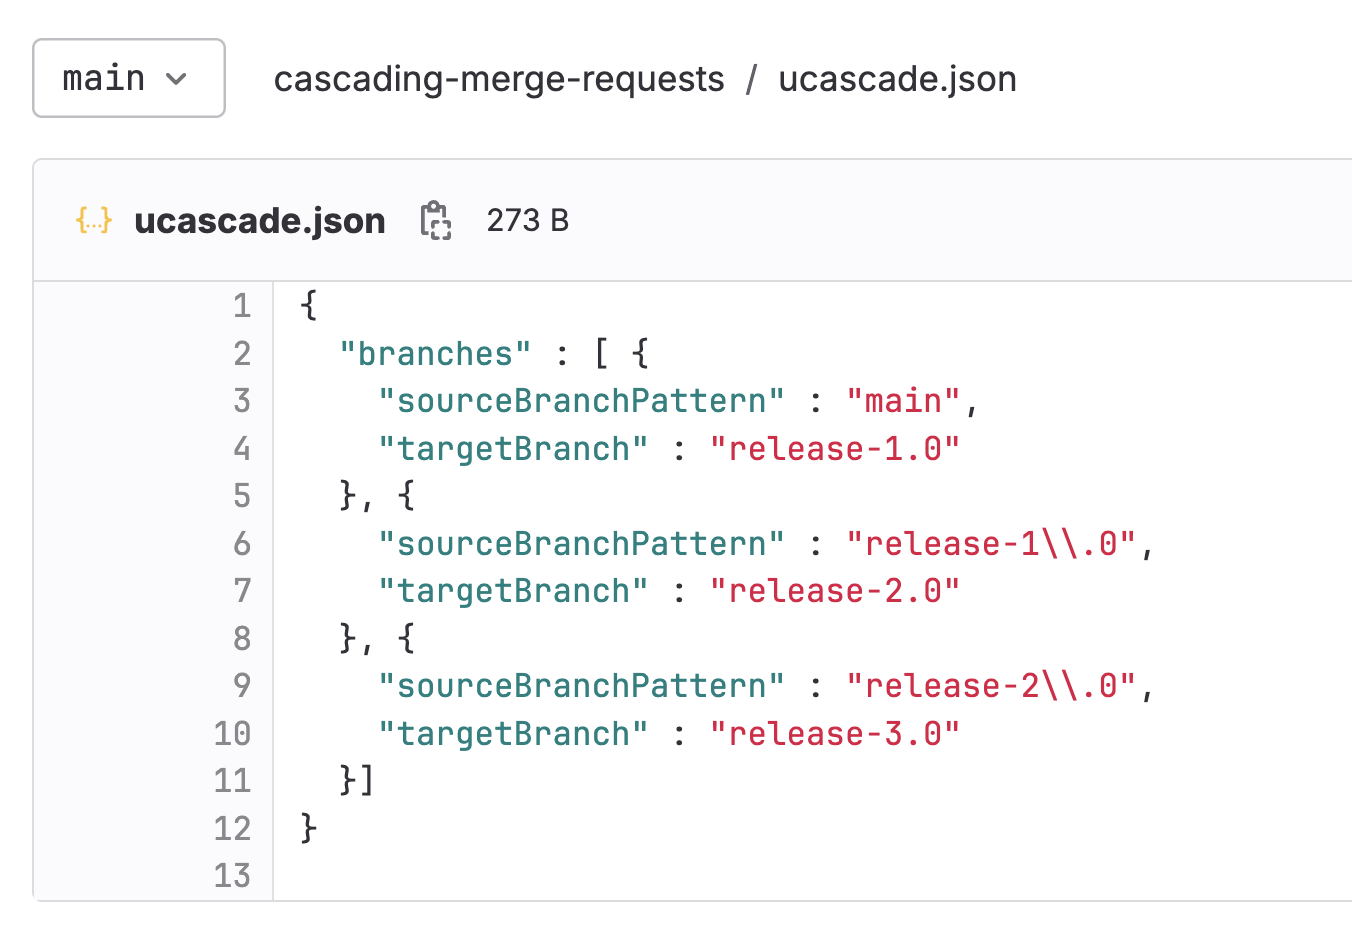 main
cascading-merge-requests / ucascade.json
{...} ucascade.json 273 B
1 {
2   "branches" : [ {
3     "sourceBranchPattern" : "main",
4     "targetBranch" : "release-1.0"
5   }, {
6     "sourceBranchPattern" : "release-1\\.0",
7     "targetBranch" : "release-2.0"
8   }, {
9     "sourceBranchPattern" : "release-2\\.0",
10     "targetBranch" : "release-3.0"
11   }]
12 }
13